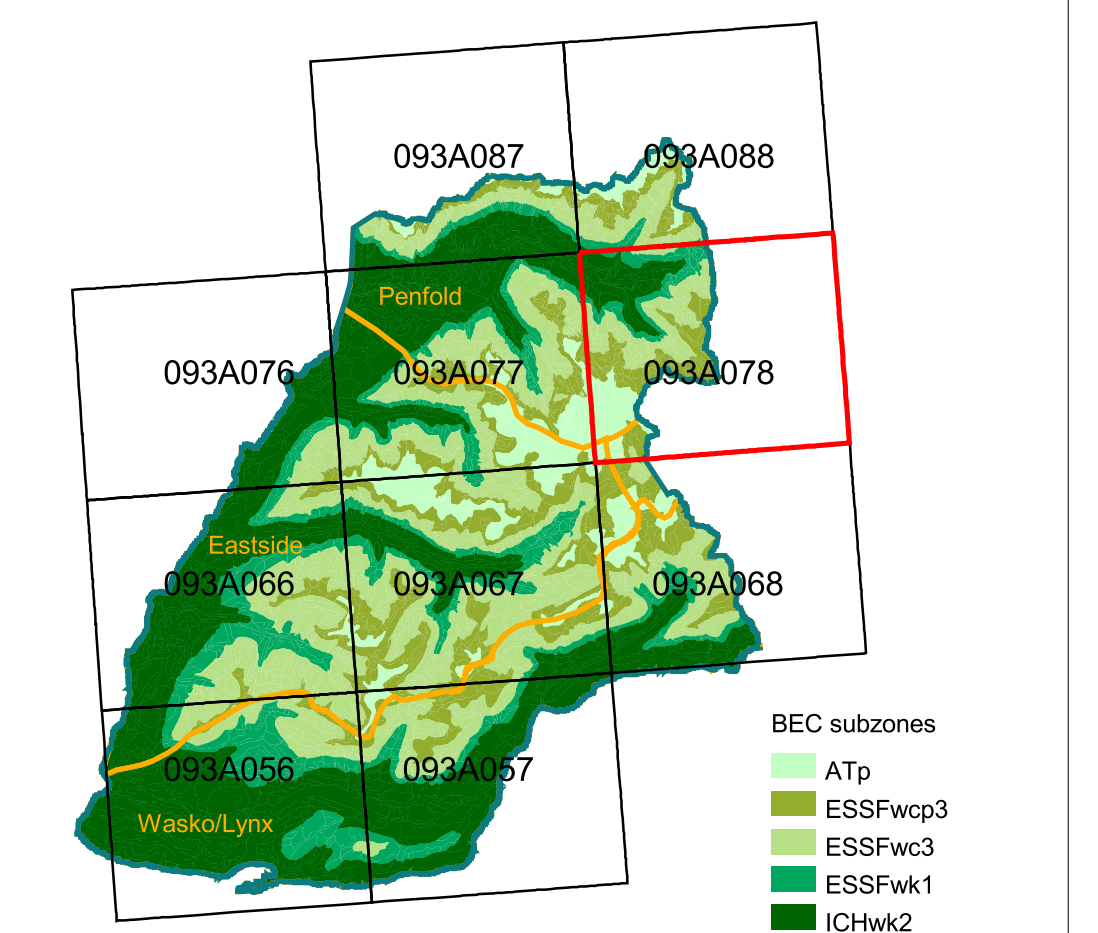 093A087
093A088
Penfold
093A076
093A077
093A078
Eastside
093A066
093A067
093A068
093A056
093A057
Wasko/Lynx
BEC subzones
ATp
ESSFwcp3
ESSFwc3
ESSFwk1
ICHwk2